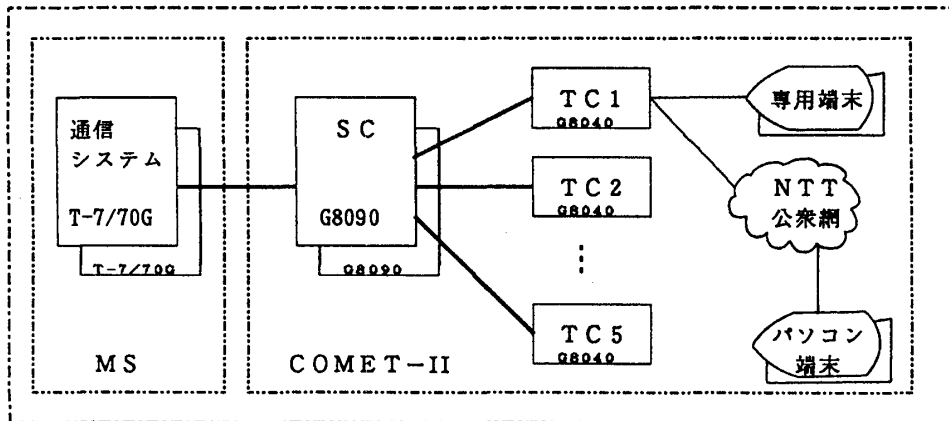 通信
システム
T-7/70G
T-7/70G
MS
SC
G8090
G8090
TC1
G8040
TC2
G8040
⋮
TC5
G8040
COMET-II
専用端末
NTT
公衆網
パソコン
端末